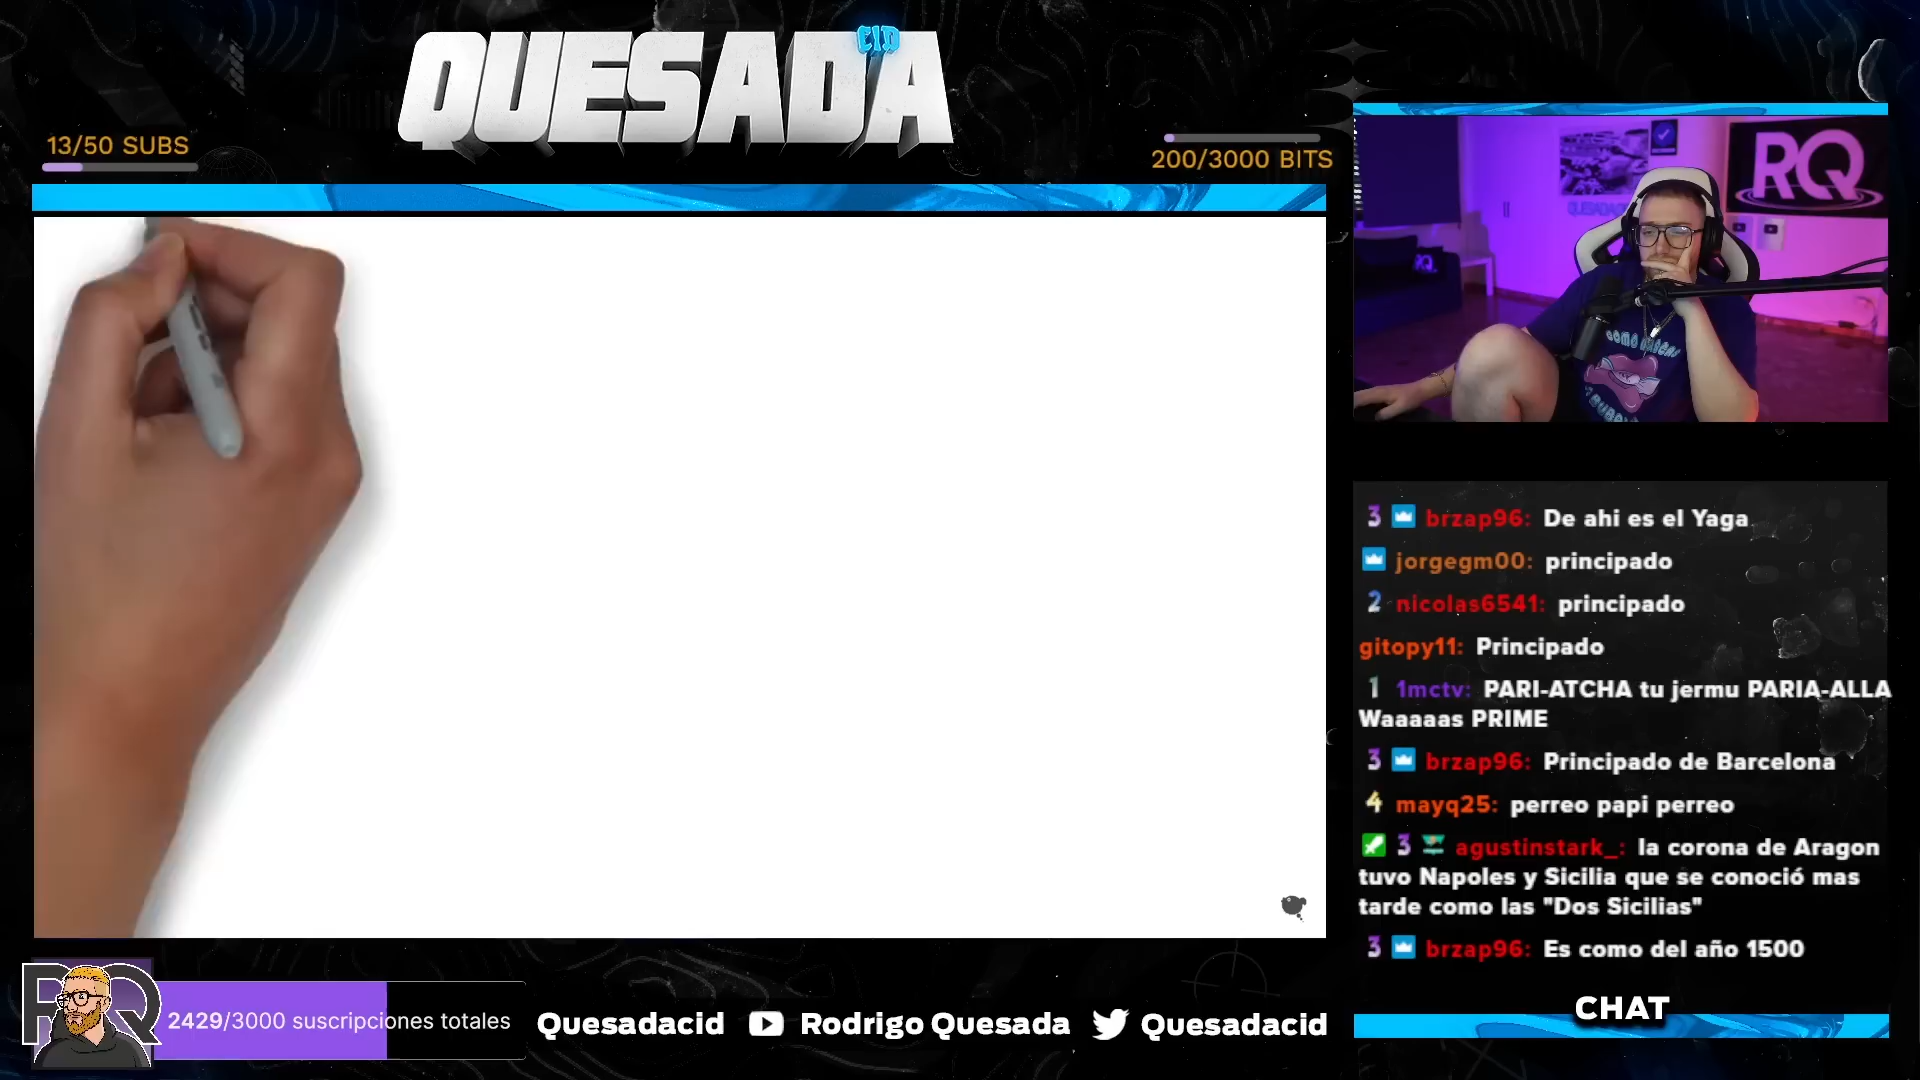 QUESADA
CID
13/50 SUBS
200/3000 BITS
RQ
3 brzap96: De ahi es el Yaga
jorgegm00: principado
2 nicolas6541: principado
gitopy11: Principado
1 1mctv: PARI-ATCHA tu jermu PARIA-ALLA
Waaaaas PRIME
3 brzap96: Principado de Barcelona
4 mayq25: perreo papi perreo
3 agustinstark_: la corona de Aragon
tuvo Napoles y Sicilia que se conoció mas
tarde como las "Dos Sicilias"
3 brzap96: Es como del año 1500
CHAT
RQ
2429/3000 suscripciones totales
Quesadacid
Rodrigo Quesada
Quesadacid